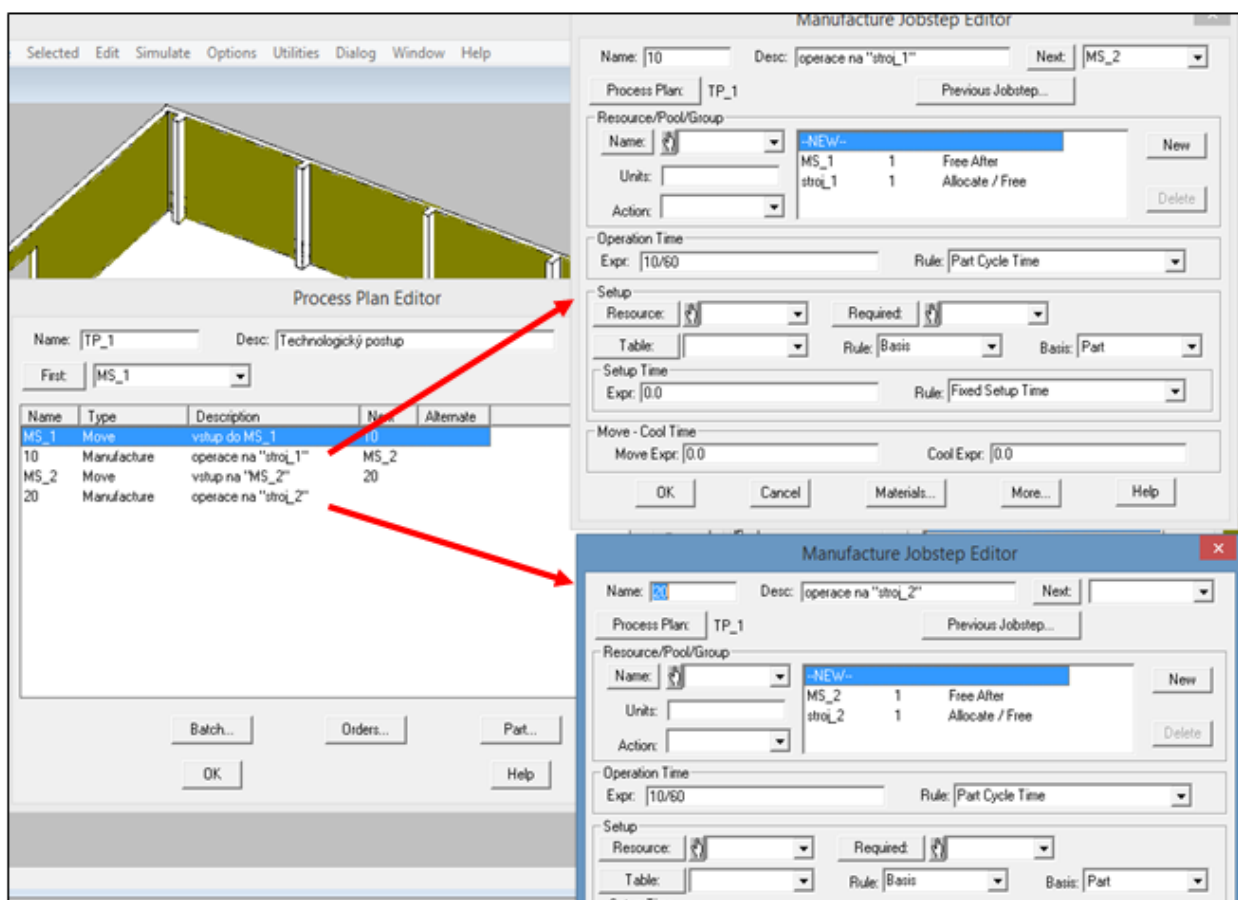 Selected Edit Simulate Options Utilities Dialog Window Help
Process Plan Editor
Name: TP_1 Desc: Technologický postup
First: MS_1
Name Type Description Next Alternate
MS_1 Move vstup do MS_1 10
10 Manufacture operace na "stroj_1" MS_2
MS_2 Move vstup na "MS_2" 20
20 Manufacture operace na "stroj_2"
Batch... Orders... Part...
OK Help
Manufacture Jobstep Editor
Name: 10 Desc: operace na "stroj_1" Next: MS_2
Process Plan: TP_1 Previous Jobstep...
Resource/Pool/Group
Name: --NEW-- New
MS_1 1 Free After
Units: stroj_1 1 Allocate / Free
Action: Delete
Operation Time
Expr: 10/60 Rule: Part Cycle Time
Setup
Resource: Required:
Table: Rule: Basis Basis: Part
Setup Time
Expr: 0.0 Rule: Fixed Setup Time
Move - Cool Time
Move Expr: 0.0 Cool Expr: 0.0
OK Cancel Materials... More... Help
Manufacture Jobstep Editor
Name: 20 Desc: operace na "stroj_2" Next:
Process Plan: TP_1 Previous Jobstep...
Resource/Pool/Group
Name: --NEW-- New
MS_2 1 Free After
Units: stroj_2 1 Allocate / Free
Action: Delete
Operation Time
Expr: 10/60 Rule: Part Cycle Time
Setup
Resource: Required:
Table: Rule: Basis Basis: Part